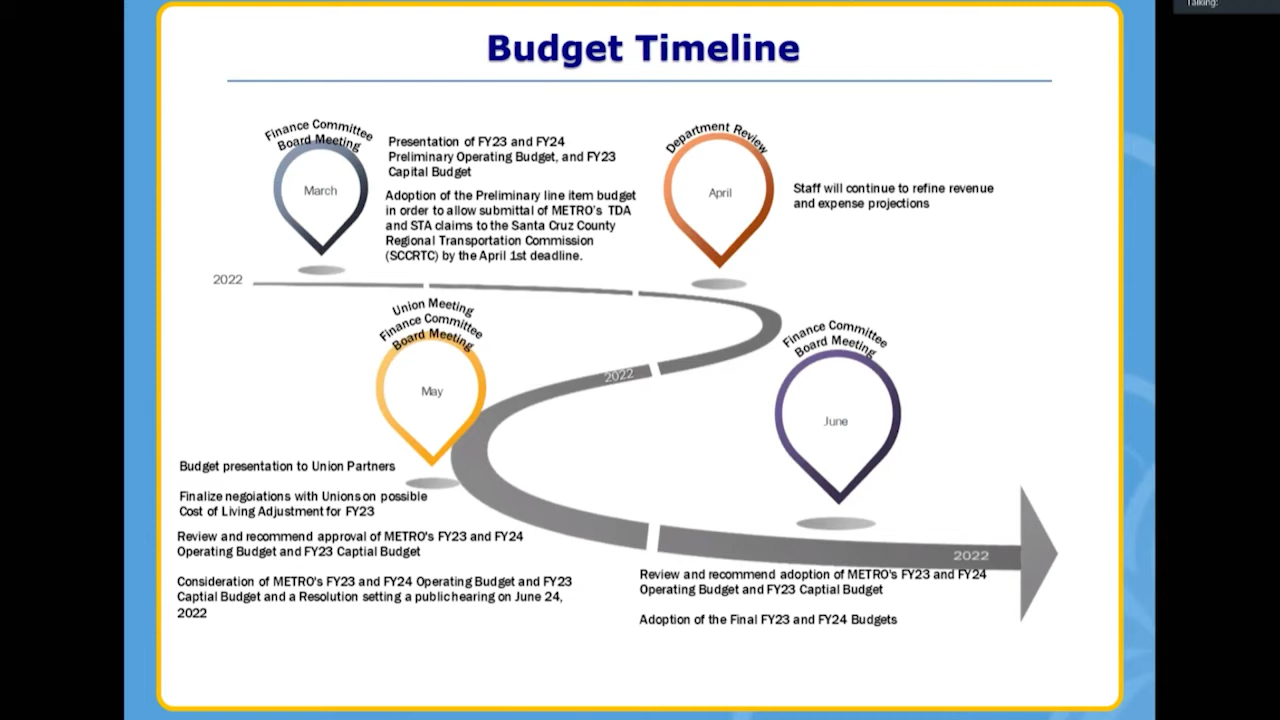 Talking:
Budget Timeline
Finance Committee
Board Meeting
March
Presentation of FY23 and FY24
Preliminary Operating Budget, and FY23
Capital Budget
Adoption of the Preliminary line item budget
in order to allow submittal of METRO's TDA
and STA claims to the Santa Cruz County
Regional Transportation Commission
(SCCRTC) by the April 1st deadline.
Department Review
April
Staff will continue to refine revenue
and expense projections
2022
Union Meeting
Finance Committee
Board Meeting
May
2022
Finance Committee
Board Meeting
June
Budget presentation to Union Partners
Finalize negoiations with Unions on possible
Cost of Living Adjustment for FY23
Review and recommend approval of METRO's FY23 and FY24
Operating Budget and FY23 Captial Budget
Consideration of METRO's FY23 and FY24 Operating Budget and FY23
Captial Budget and a Resolution setting a public hearing on June 24,
2022
2022
Review and recommend adoption of METRO's FY23 and FY24
Operating Budget and FY23 Captial Budget
Adoption of the Final FY23 and FY24 Budgets